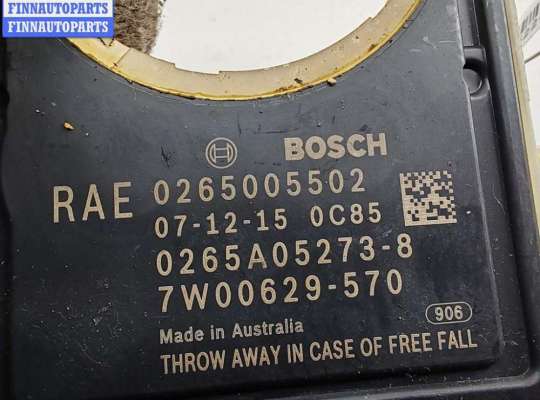 FINNAUTOPARTS
FINNAUTOPARTS
BOSCH
RAE 0265005502
07-12-15 0C85
0265A05273-8
7W00629-570
906
Made in Australia
THROW AWAY IN CASE OF FREE FALL